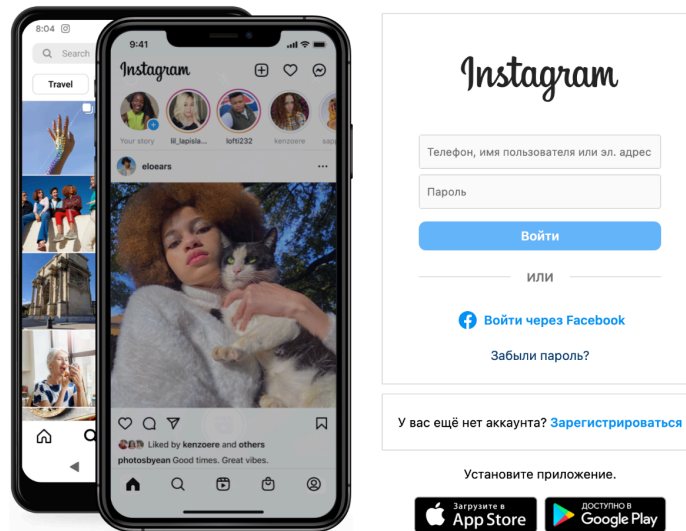 8:04
Search
Travel
9:41
Instagram
Your story
lil_lapisla...
lofti232
kenzoere
eloears
Liked by kenzoere and others
photosbyean Good times. Great vibes.
Instagram
Телефон, имя пользователя или эл. адрес
Пароль
Войти
ИЛИ
Войти через Facebook
Забыли пароль?
У вас ещё нет аккаунта? Зарегистрироваться
Установите приложение.
Загрузите в
App Store
ДОСТУПНО В
Google Play